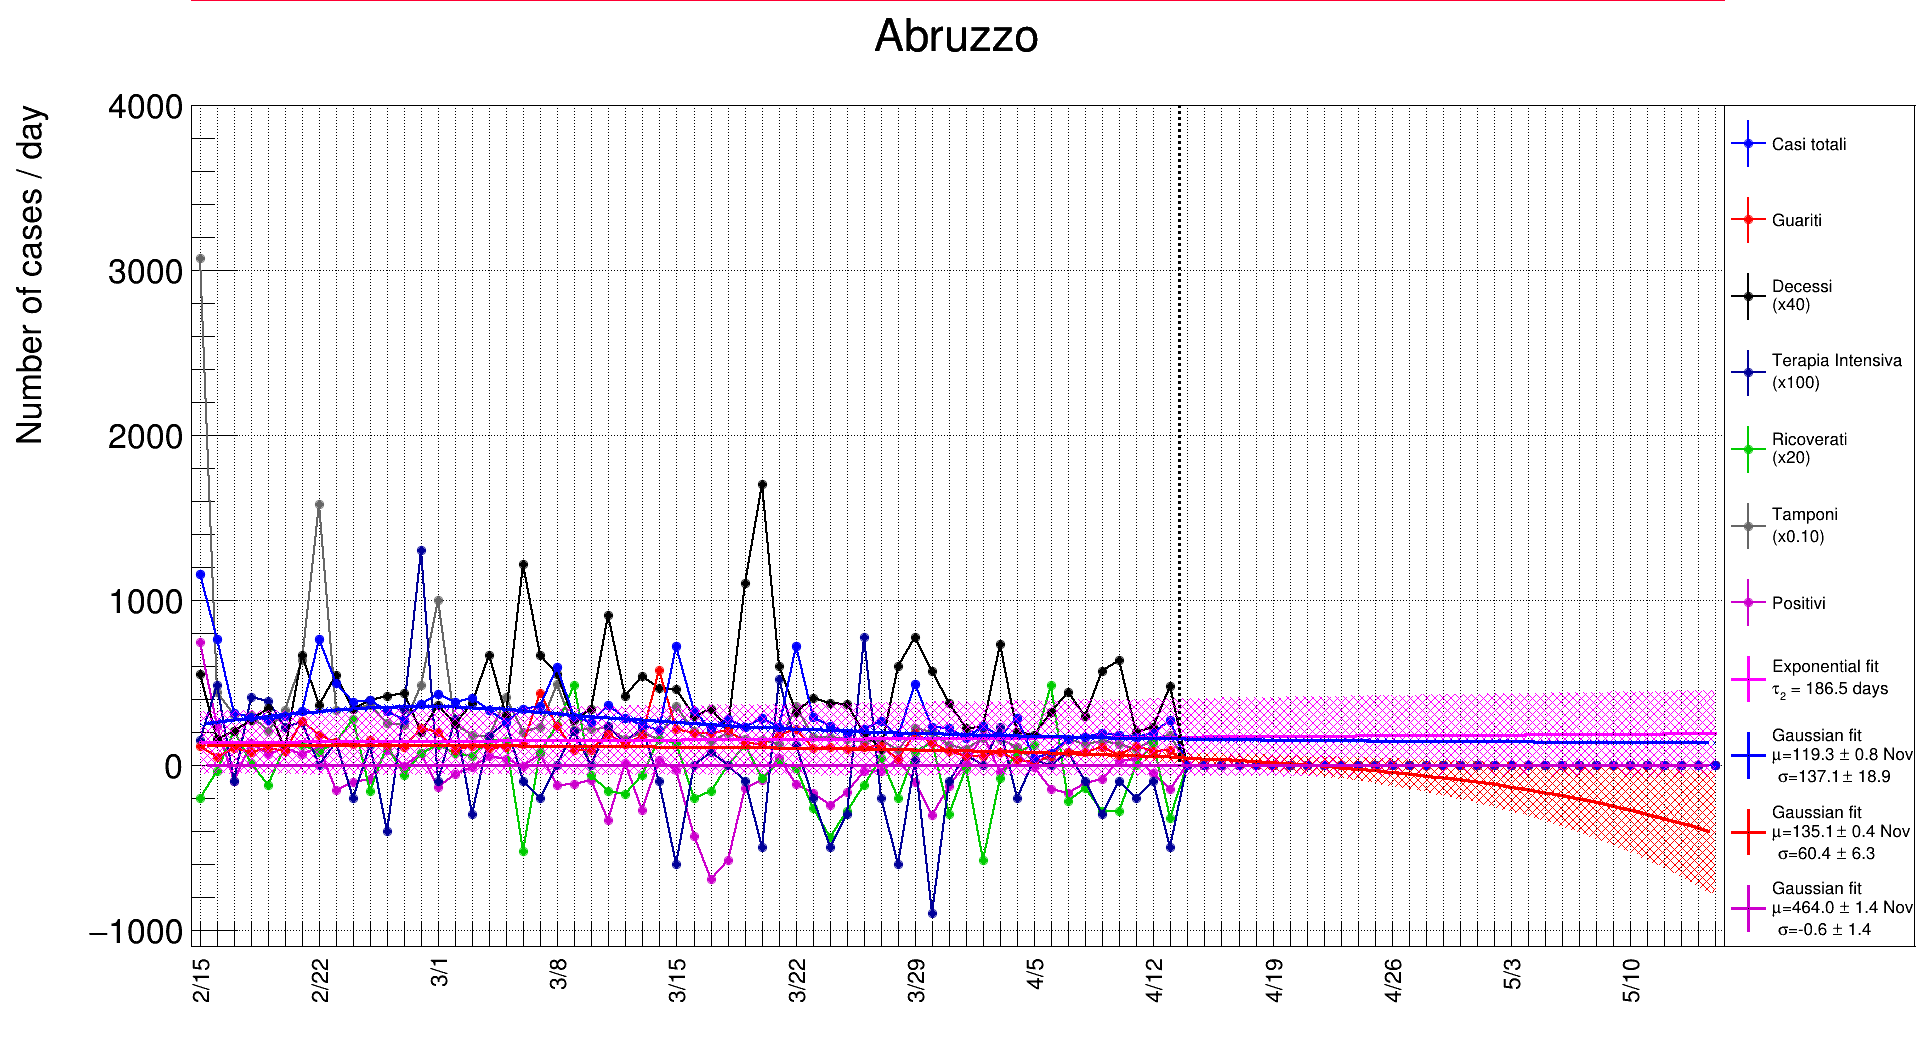 Abruzzo
Number of cases / day
4000
3000
2000
1000
0
−1000
2/15
2/22
3/1
3/8
3/15
3/22
3/29
4/5
4/12
4/19
4/26
5/3
5/10
Casi totali
Guariti
Decessi
(x40)
Terapia Intensiva
(x100)
Ricoverati
(x20)
Tamponi
(x0.10)
Positivi
Exponential fit
τ2 = 186.5 days
Gaussian fit
μ=119.3 ± 0.8 Nov
σ=137.1 ± 18.9
Gaussian fit
μ=135.1 ± 0.4 Nov
σ=60.4 ± 6.3
Gaussian fit
μ=464.0 ± 1.4 Nov
σ=-0.6 ± 1.4